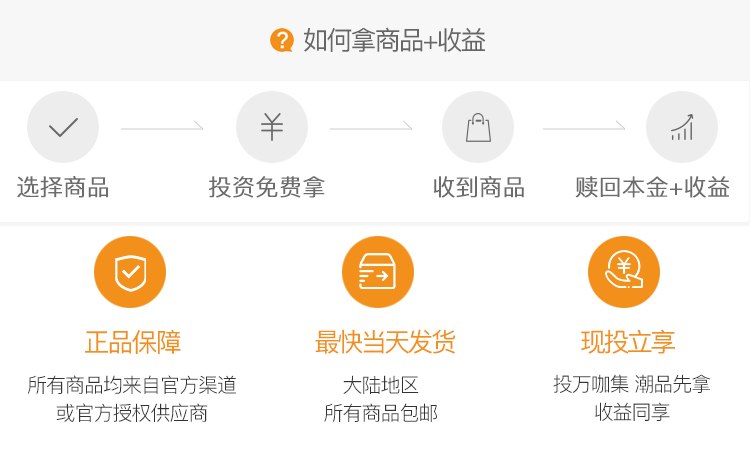 如何拿商品+收益
选择商品
投资免费拿
收到商品
赎回本金+收益
正品保障
最快当天发货
现投立享
所有商品均来自官方渠道
或官方授权供应商
大陆地区
所有商品包邮
投万咖集 潮品先拿
收益同享